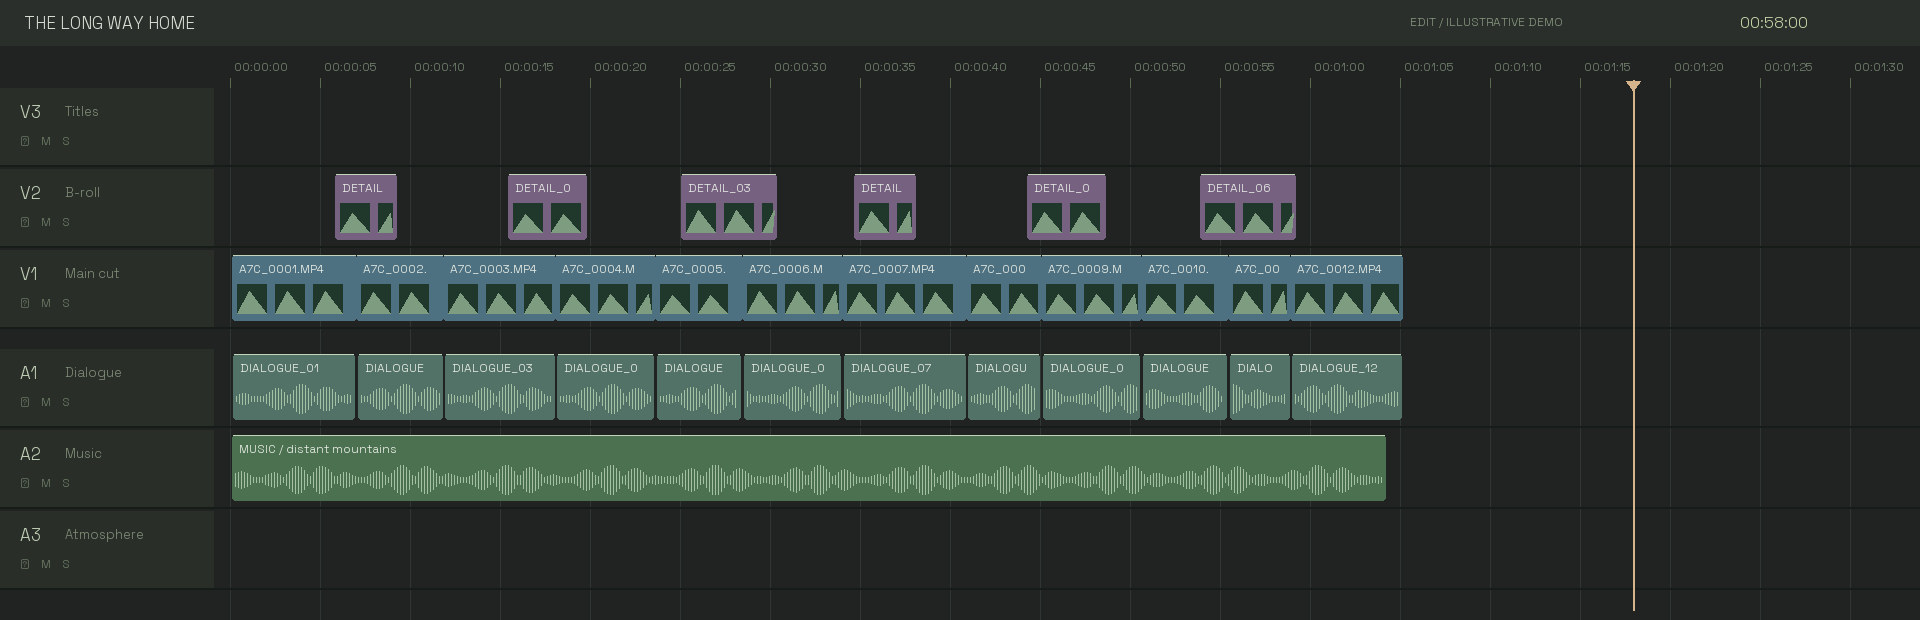 THE LONG WAY HOME
EDIT / ILLUSTRATIVE DEMO
00:58:00
00:00:00 00:00:05 00:00:10 00:00:15 00:00:20 00:00:25 00:00:30 00:00:35 00:00:40 00:00:45 00:00:50 00:00:55 00:01:00 00:01:05 00:01:10 00:01:15 00:01:20 00:01:25 00:01:30
V3 Titles
M S
V2 B-roll
M S
DETAIL DETAIL_0 DETAIL_03 DETAIL DETAIL_0 DETAIL_06
V1 Main cut
M S
A7C_0001.MP4 A7C_0002. A7C_0003.MP4 A7C_0004.M A7C_0005. A7C_0006.M A7C_0007.MP4 A7C_000 A7C_0009.M A7C_0010. A7C_00 A7C_0012.MP4
A1 Dialogue
M S
DIALOGUE_01 DIALOGUE DIALOGUE_03 DIALOGUE_0 DIALOGUE DIALOGUE_0 DIALOGUE_07 DIALOGU DIALOGUE_0 DIALOGUE DIALO DIALOGUE_12
A2 Music
M S
MUSIC / distant mountains
A3 Atmosphere
M S